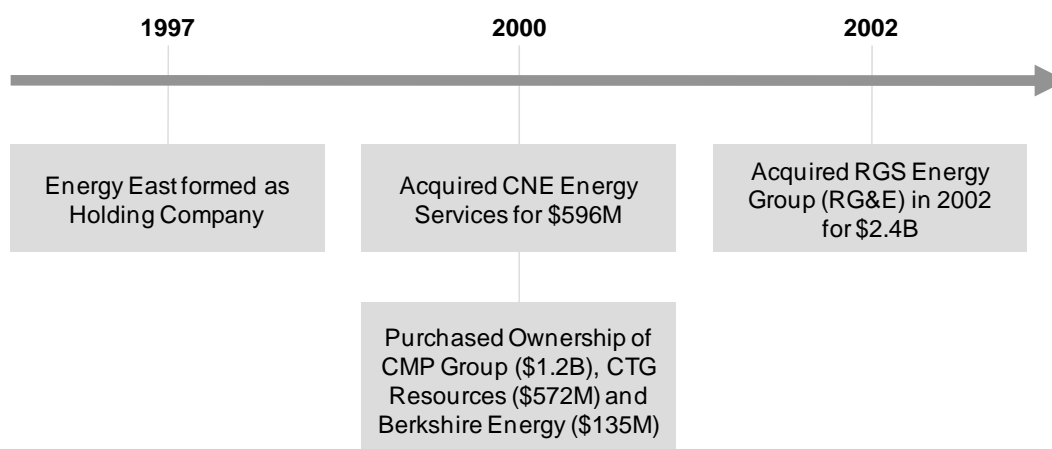 1997
2000
2002
Energy East formed as
Holding Company
Acquired CNE Energy
Services for $596M
Acquired RGS Energy
Group (RG&E) in 2002
for $2.4B
Purchased Ownership of
CMP Group ($1.2B), CTG
Resources ($572M) and
Berkshire Energy ($135M)